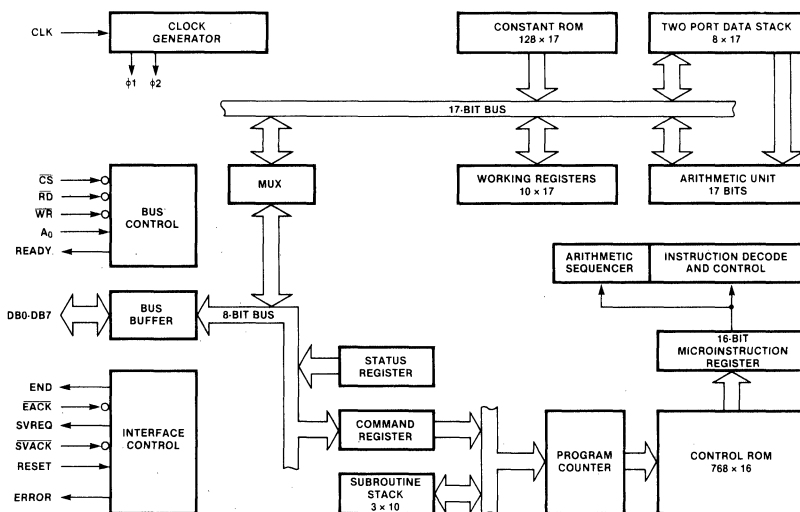 CLK
CLOCK
GENERATOR
ϕ1 ϕ2
CONSTANT ROM
128 × 17
TWO PORT DATA STACK
8 × 17
17-BIT BUS
CS
RD
WR
A0
READY
BUS
CONTROL
MUX
WORKING REGISTERS
10 × 17
ARITHMETIC UNIT
17 BITS
ARITHMETIC
SEQUENCER
INSTRUCTION DECODE
AND CONTROL
DB0-DB7
BUS
BUFFER
8-BIT BUS
16-BIT
MICROINSTRUCTION
REGISTER
STATUS
REGISTER
END
EACK
SVREQ
SVACK
RESET
ERROR
INTERFACE
CONTROL
COMMAND
REGISTER
SUBROUTINE
STACK
3 × 10
PROGRAM
COUNTER
CONTROL ROM
768 × 16